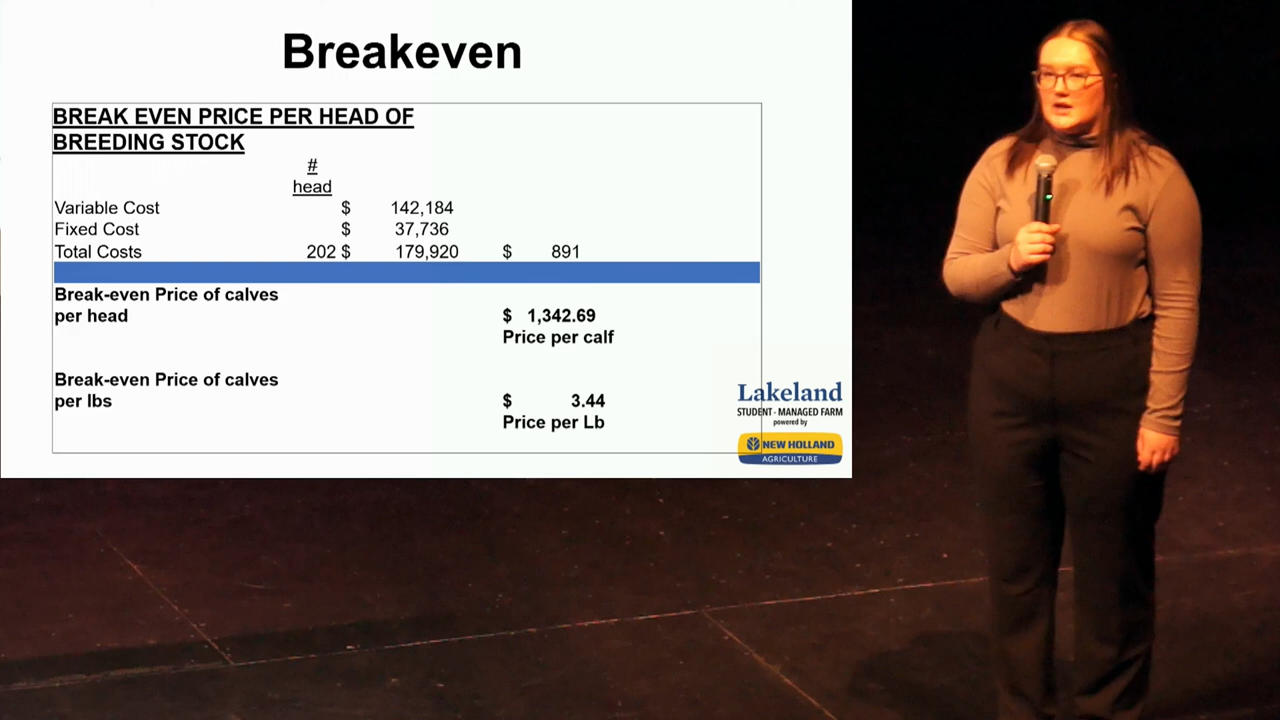 Breakeven
BREAK EVEN PRICE PER HEAD OF
BREEDING STOCK
#
head
Variable Cost $ 142,184
Fixed Cost $ 37,736
Total Costs 202 $ 179,920 $ 891
Break-even Price of calves
per head $ 1,342.69
Price per calf
Break-even Price of calves
per lbs $ 3.44
Price per Lb
Lakeland
STUDENT - MANAGED FARM
powered by
NEW HOLLAND
AGRICULTURE